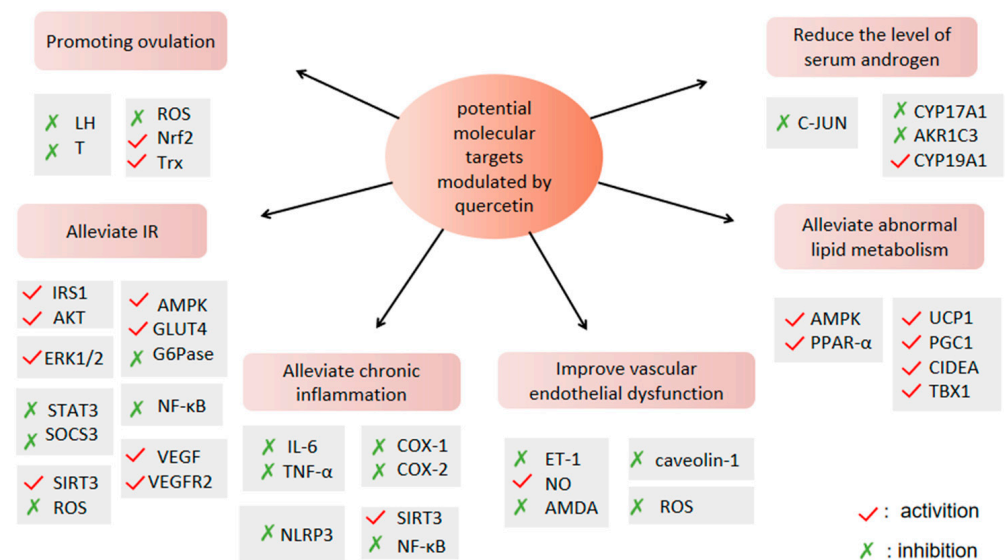 Promoting ovulation
✗ LH
✗ T
✗ ROS
✓ Nrf2
✓ Trx
potential
molecular
targets
modulated by
quercetin
Reduce the level of
serum androgen
✗ C-JUN
✗ CYP17A1
✗ AKR1C3
✓ CYP19A1
Alleviate IR
✓ IRS1
✓ AKT
✓ ERK1/2
✗ STAT3
✗ SOCS3
✓ SIRT3
✗ ROS
✓ AMPK
✓ GLUT4
✗ G6Pase
✗ NF-κB
✓ VEGF
✓ VEGFR2
Alleviate chronic
inflammation
✗ IL-6
✗ TNF-α
✗ COX-1
✗ COX-2
✗ NLRP3
✓ SIRT3
✗ NF-κB
Improve vascular
endothelial dysfunction
✗ ET-1
✓ NO
✗ AMDA
✗ caveolin-1
✗ ROS
Alleviate abnormal
lipid metabolism
✓ AMPK
✓ PPAR-α
✓ UCP1
✓ PGC1
✓ CIDEA
✓ TBX1
✓ : activition
✗ : inhibition